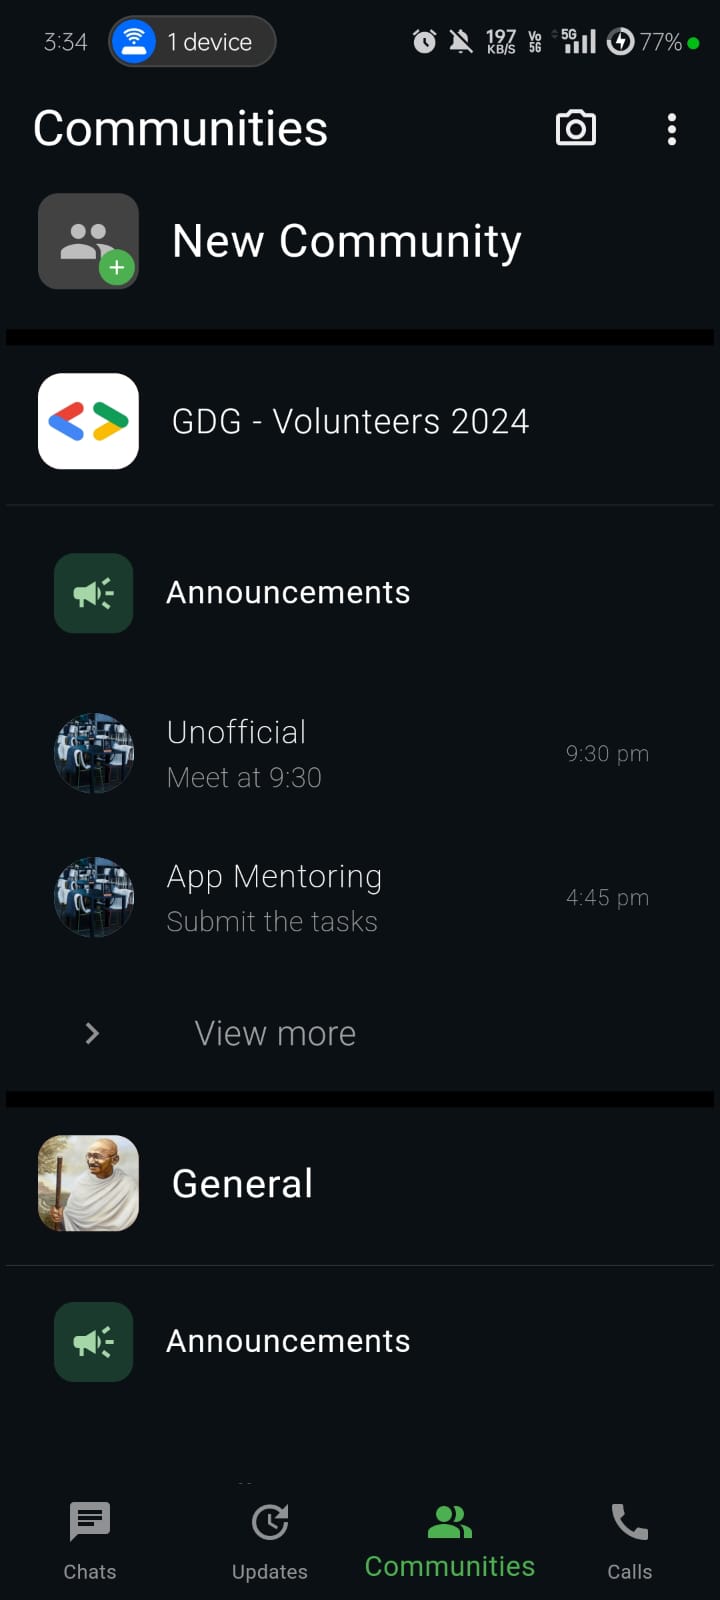 3:34
1 device
197
KB/S
Vo
5G
5G
77%
Communities
New Community
GDG - Volunteers 2024
Announcements
Unofficial
Meet at 9:30
9:30 pm
App Mentoring
Submit the tasks
4:45 pm
View more
General
Announcements
Chats
Updates
Communities
Calls